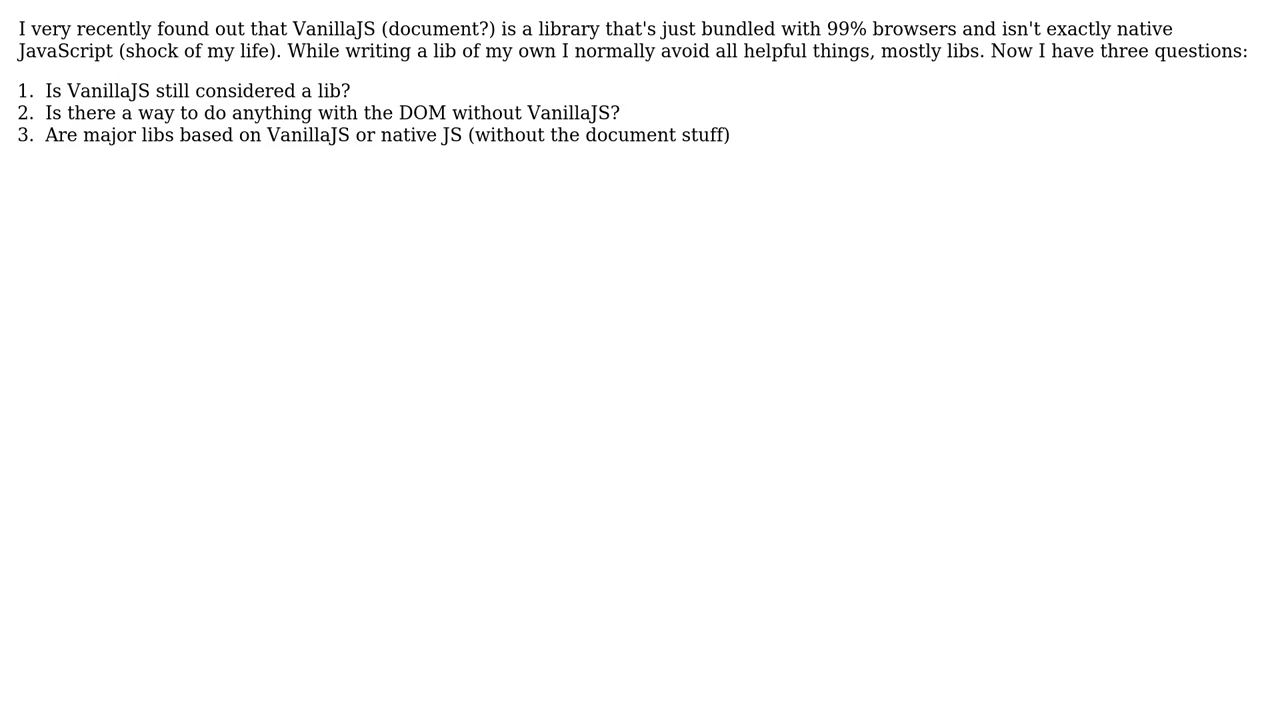 I very recently found out that VanillaJS (document?) is a library that's just bundled with 99% browsers and isn't exactly native
JavaScript (shock of my life). While writing a lib of my own I normally avoid all helpful things, mostly libs. Now I have three questions:
1. Is VanillaJS still considered a lib?
2. Is there a way to do anything with the DOM without VanillaJS?
3. Are major libs based on VanillaJS or native JS (without the document stuff)